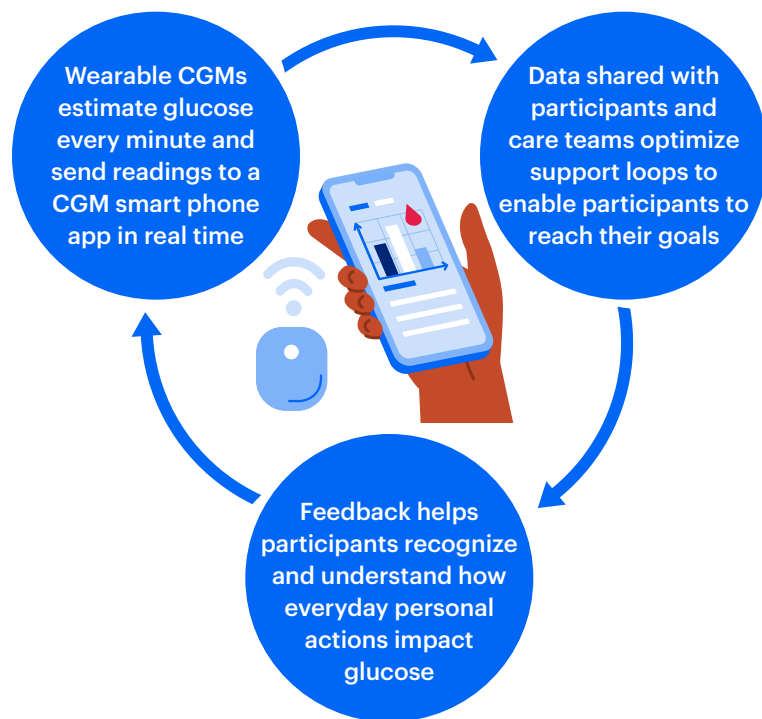 Wearable CGMs
estimate glucose
every minute and
send readings to a
CGM smart phone
app in real time
Data shared with
participants and
care teams optimize
support loops to
enable participants to
reach their goals
Feedback helps
participants recognize
and understand how
everyday personal
actions impact
glucose